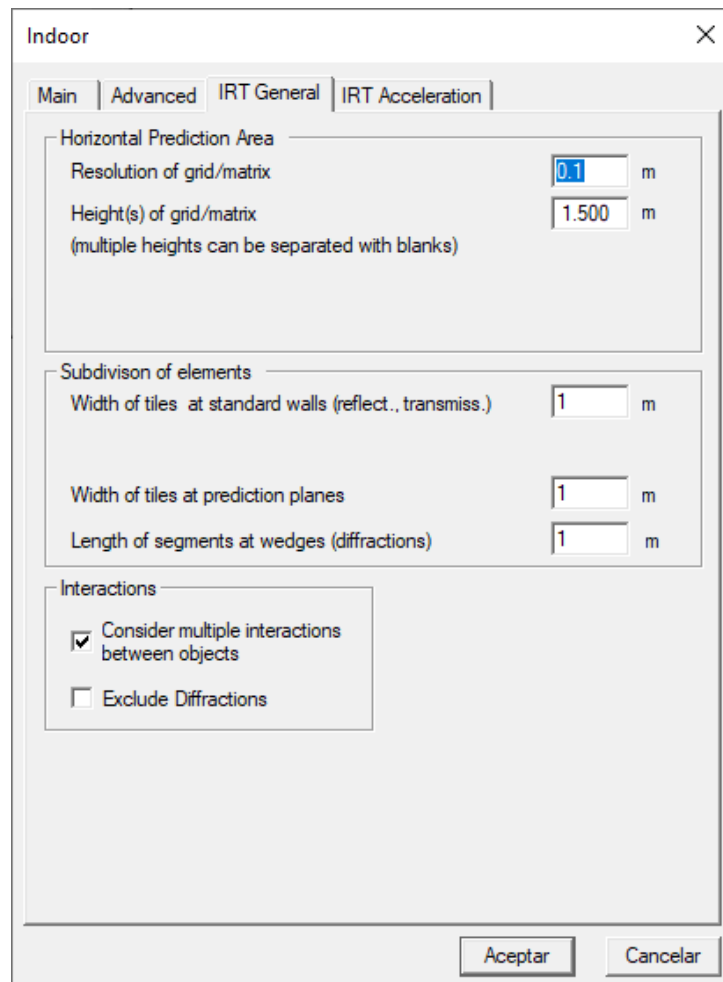 Indoor
Main Advanced IRT General IRT Acceleration
Horizontal Prediction Area
Resolution of grid/matrix 0.1 m
Height(s) of grid/matrix 1.500 m
(multiple heights can be separated with blanks)
Subdivison of elements
Width of tiles at standard walls (reflect., transmiss.) 1 m
Width of tiles at prediction planes 1 m
Length of segments at wedges (diffractions) 1 m
Interactions
Consider multiple interactions
between objects
Exclude Diffractions
Aceptar Cancelar